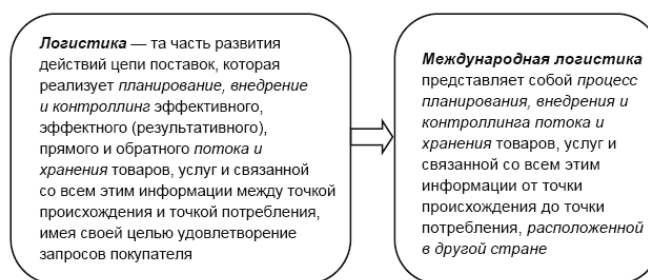 Логистика — та часть развития
действий цепи поставок, которая
реализует планирование, внедрение
и контроллинг эффективного,
эффектного (результативного),
прямого и обратного потока и
хранения товаров, услуг и связанной
со всем этим информации между точкой
происхождения и точкой потребления,
имея своей целью удовлетворение
запросов покупателя
Международная логистика
представляет собой процесс
планирования, внедрения и
контроллинга потока и
хранения товаров, услуг и
связанной со всем этим
информации от точки
происхождения до точки
потребления, расположенной
в другой стране